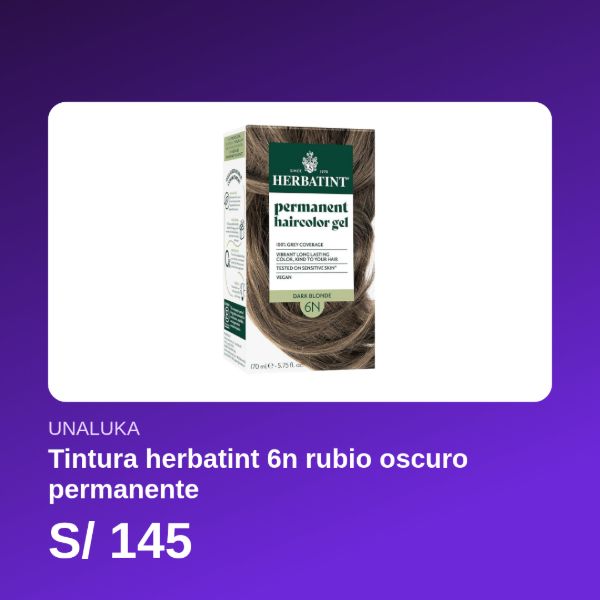 SINCE 1970
HERBATINT
permanent
haircolor gel
100% GREY COVERAGE
VIBRANT LONG LASTING
COLOR, KIND TO YOUR HAIR
TESTED ON SENSITIVE SKIN*
VEGAN
DARK BLONDE
6N
170 ml ℮ - 5.75 fl. oz.
UNALUKA
Tintura herbatint 6n rubio oscuro
permanente
S/ 145